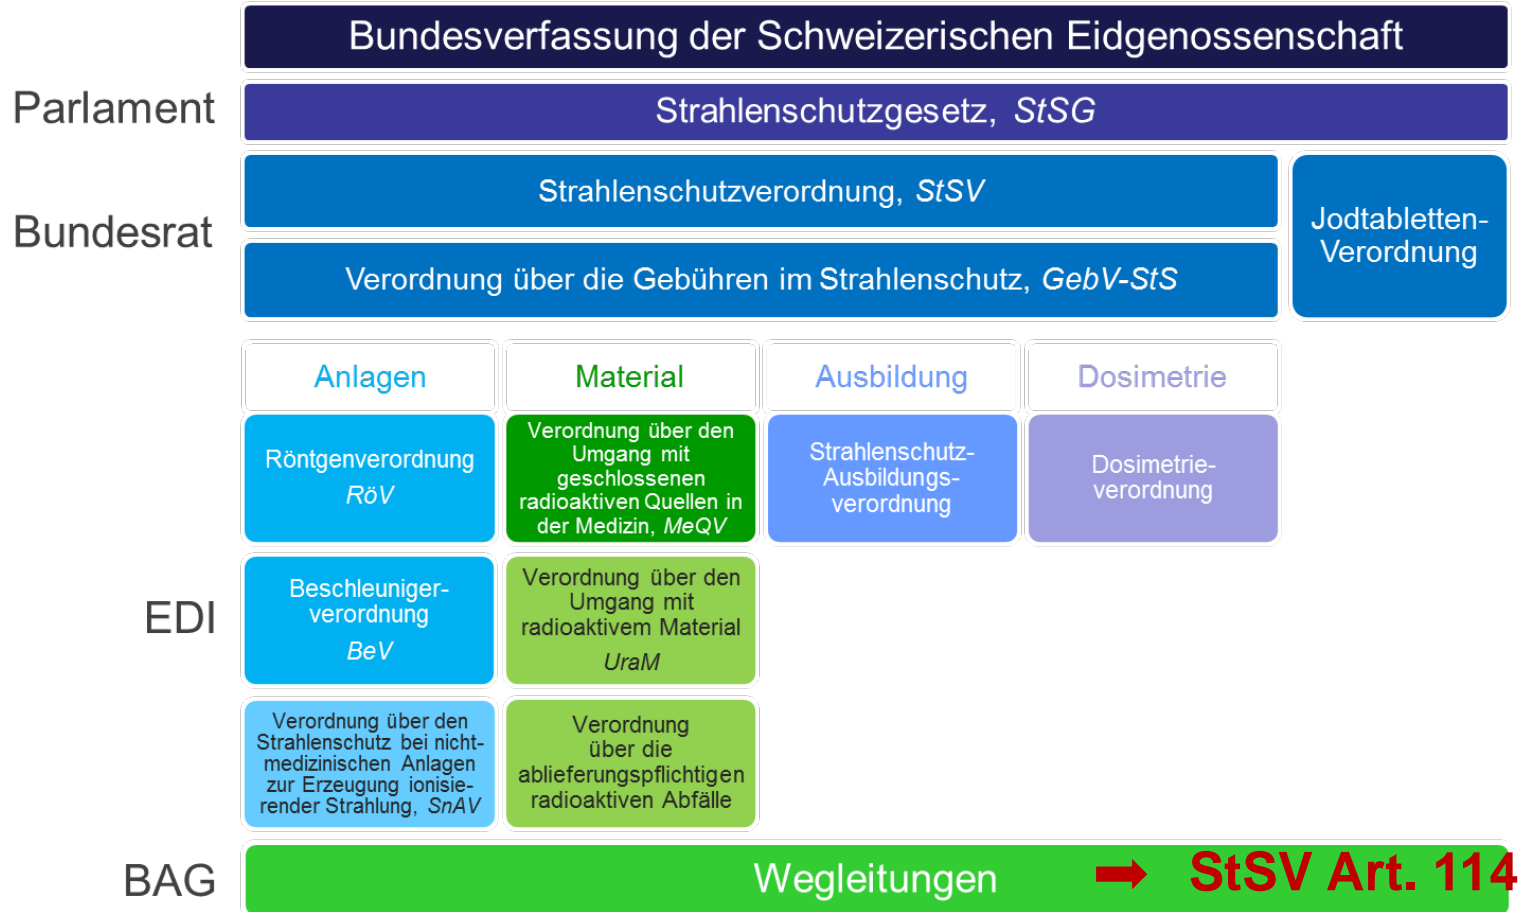 Bundesverfassung der Schweizerischen Eidgenossenschaft
Parlament
Strahlenschutzgesetz, StSG
Bundesrat
Strahlenschutzverordnung, StSV
Verordnung über die Gebühren im Strahlenschutz, GebV-StS
Jodtabletten-
Verordnung
Anlagen
Material
Ausbildung
Dosimetrie
EDI
Röntgenverordnung
RöV
Verordnung über den
Umgang mit
geschlossenen
radioaktiven Quellen in
der Medizin, MeQV
Strahlenschutz-
Ausbildungs-
verordnung
Dosimetrie-
verordnung
Beschleuniger-
verordnung
BeV
Verordnung über den
Umgang mit
radioaktivem Material
UraM
Verordnung über den
Strahlenschutz bei nicht-
medizinischen Anlagen
zur Erzeugung ionisie-
render Strahlung, SnAV
Verordnung
über die
ablieferungspflichtigen
radioaktiven Abfälle
BAG
Wegleitungen ➡ StSV Art. 114